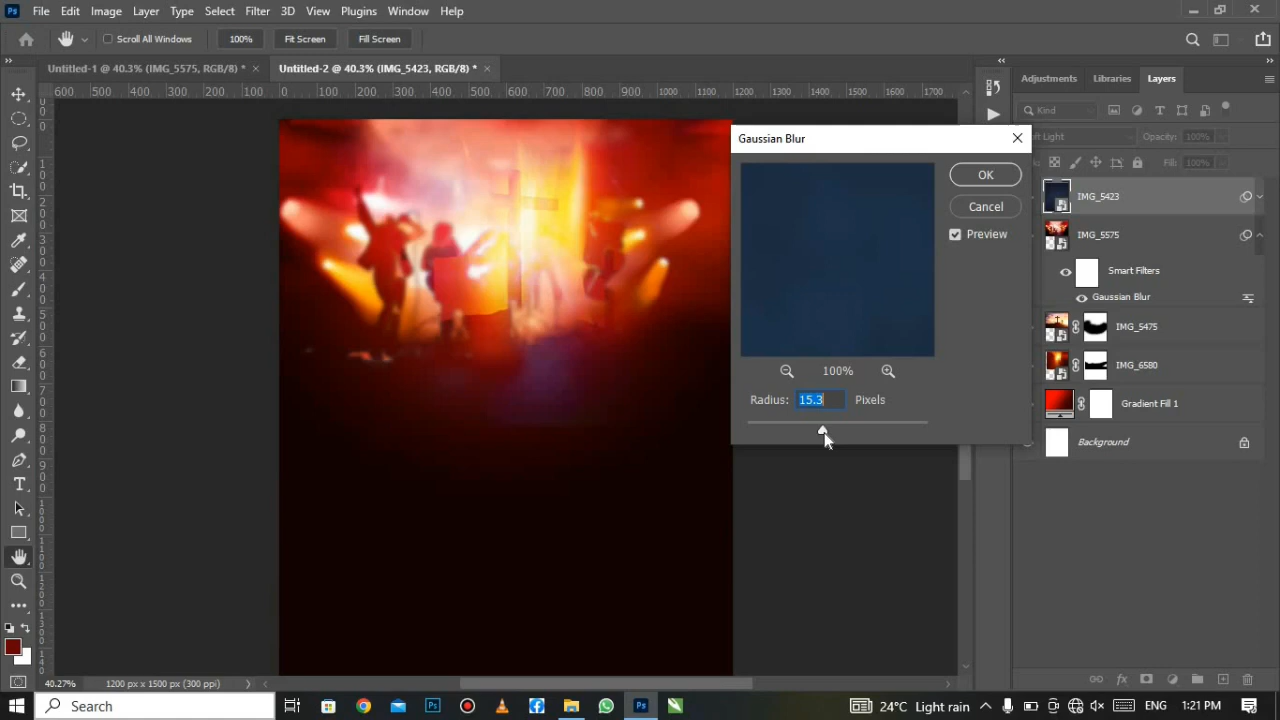 Ps File Edit Image Layer Type Select Filter 3D View Plugins Window Help
Scroll All Windows 100% Fit Screen Fill Screen
Untitled-1 @ 40.3% (IMG_5575, RGB/8) * × Untitled-2 @ 40.3% (IMG_5423, RGB/8) * ×
Adjustments Libraries Layers
600 500 400 300 200 100 0 100 200 300 400 500 600 700 800 900 1000 1100 1200 1300 1400 1500 1600 1700
Kind
Soft Light Opacity: 100%
Fill: 100%
Gaussian Blur
OK
Cancel
Preview
100%
Radius: 15.3 Pixels
IMG_5423
IMG_5575
Smart Filters
Gaussian Blur
IMG_5475
IMG_6580
Gradient Fill 1
Background
40.27% 1200 px x 1500 px (300 ppi)
Search Ps Ps 24°C Light rain ENG 1:21 PM